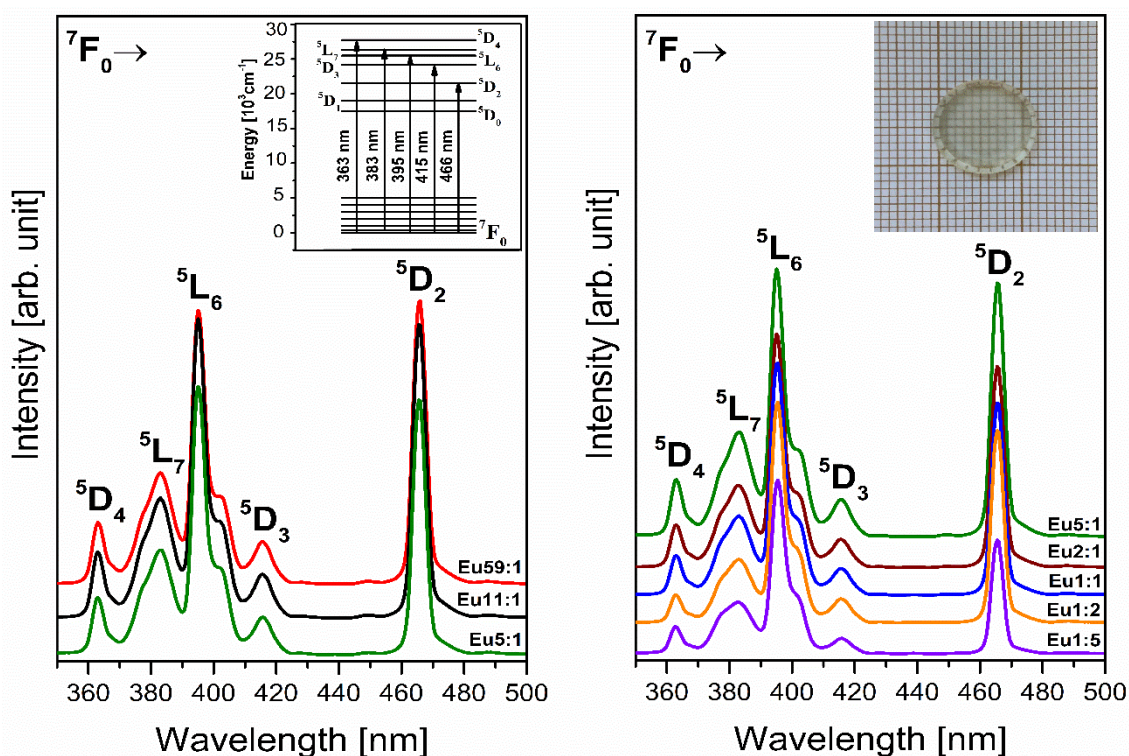 ⁷F₀→
Energy [10³cm⁻¹]
30
25
20
15
10
5
0
⁵D₄
⁵L₇
⁵L₆
⁵D₃
⁵D₂
⁵D₁
⁵D₀
363 nm
383 nm
395 nm
415 nm
466 nm
⁷F₀
Intensity [arb. unit]
⁵D₄
⁵L₇
⁵L₆
⁵D₃
⁵D₂
Eu59:1
Eu11:1
Eu5:1
360 380 400 420 440 460 480 500
Wavelength [nm]
⁷F₀→
Intensity [arb. unit]
⁵D₄
⁵L₇
⁵L₆
⁵D₃
⁵D₂
Eu5:1
Eu2:1
Eu1:1
Eu1:2
Eu1:5
360 380 400 420 440 460 480 500
Wavelength [nm]